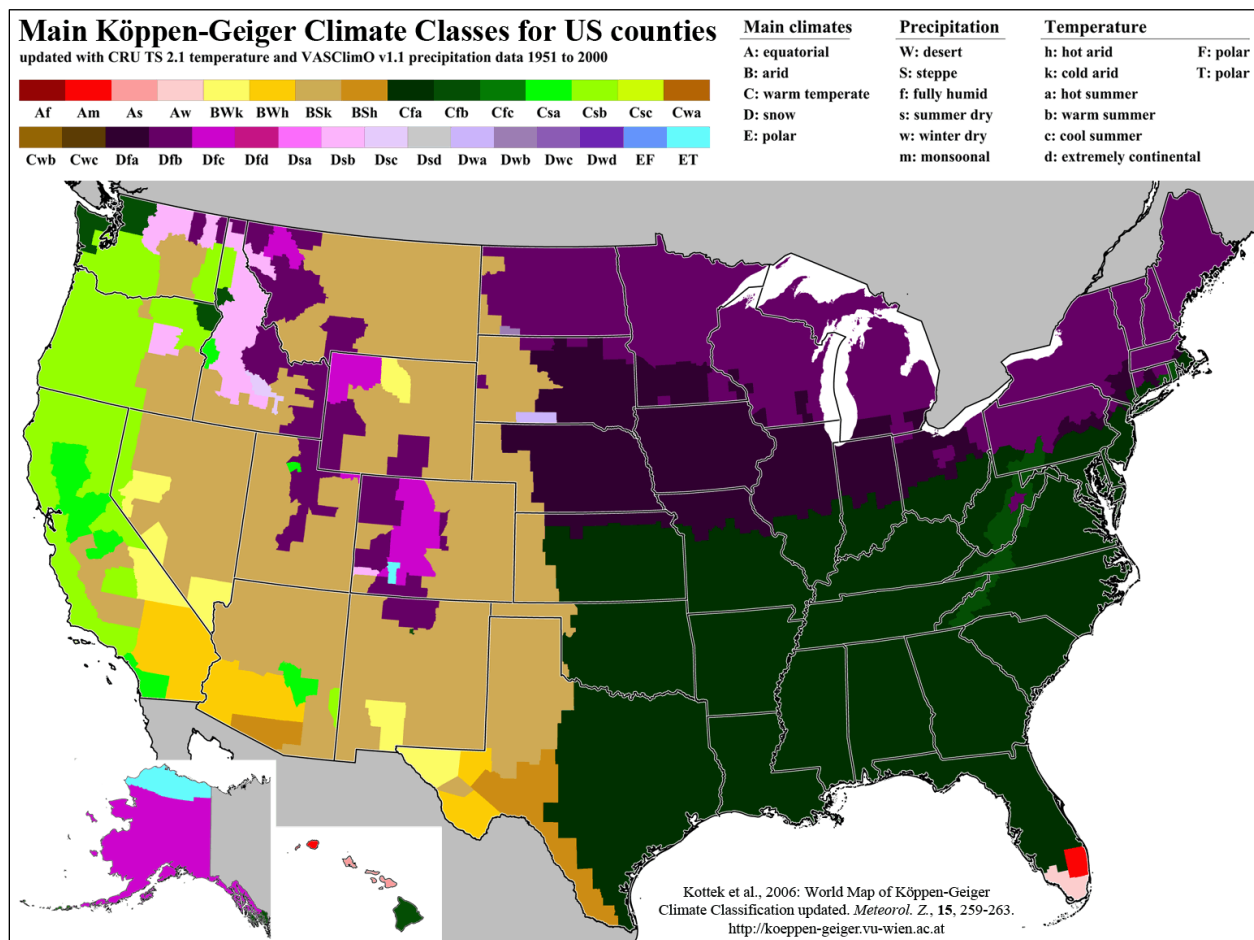 Main Köppen-Geiger Climate Classes for US counties
updated with CRU TS 2.1 temperature and VASClimO v1.1 precipitation data 1951 to 2000
Af Am As Aw BWk BWh BSk BSh Cfa Cfb Cfc Csa Csb Csc Cwa
Cwb Cwc Dfa Dfb Dfc Dfd Dsa Dsb Dsc Dsd Dwa Dwb Dwc Dwd EF ET
Main climates
A: equatorial
B: arid
C: warm temperate
D: snow
E: polar
Precipitation
W: desert
S: steppe
f: fully humid
s: summer dry
w: winter dry
m: monsoonal
Temperature
h: hot arid F: polar
k: cold arid T: polar
a: hot summer
b: warm summer
c: cool summer
d: extremely continental
Kottek et al., 2006: World Map of Köppen-Geiger
Climate Classification updated. Meteorol. Z., 15, 259-263.
http://koeppen-geiger.vu-wien.ac.at